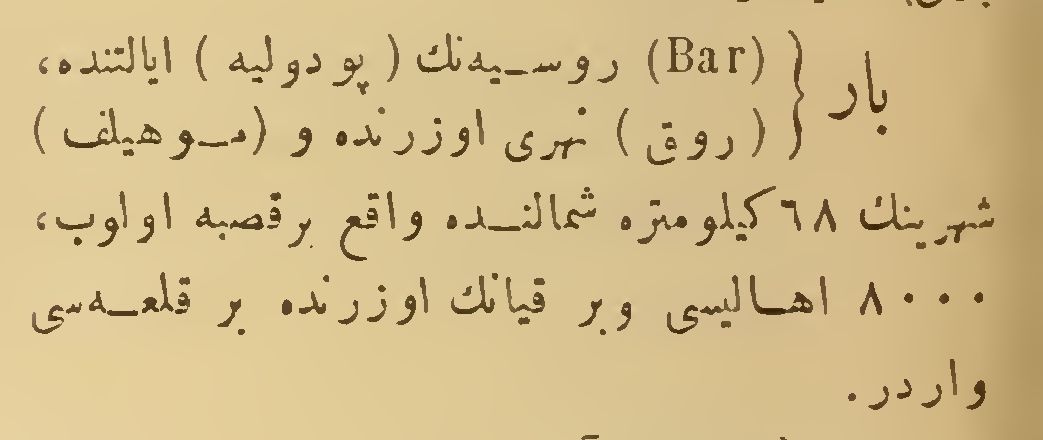 بار { (Bar) روسیه‌نك ( پودولیه ) ایالتنده،
( روق ) نهری اوزرنده و (موهیلف )
شهرینك ٦٨ كیلومتره شمالنده واقع برقصبه اولوب،
٨٠٠٠ اهالیسی وبر قیانك اوزرنده بر قلعه‌سی
واردر.